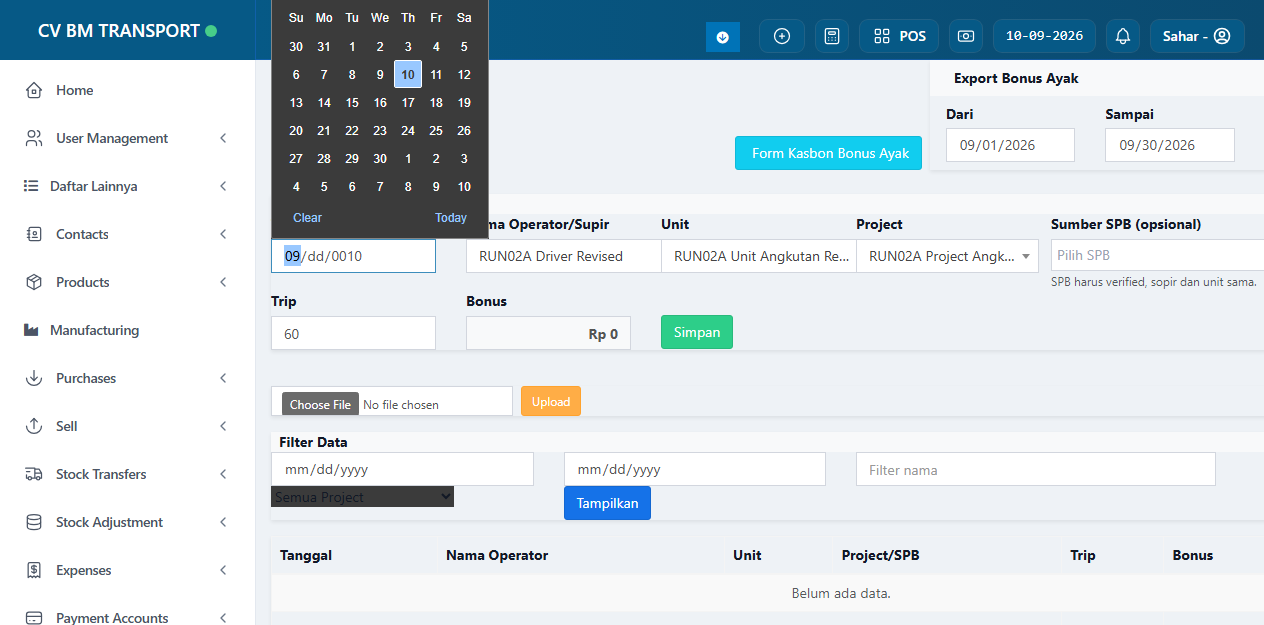 CV BM TRANSPORT
POS
10-09-2026
Sahar -
Home
User Management
Daftar Lainnya
Contacts
Products
Manufacturing
Purchases
Sell
Stock Transfers
Stock Adjustment
Expenses
Payment Accounts
Su Mo Tu We Th Fr Sa
30 31 1 2 3 4 5
6 7 8 9 10 11 12
13 14 15 16 17 18 19
20 21 22 23 24 25 26
27 28 29 30 1 2 3
4 5 6 7 8 9 10
Clear Today
Export Bonus Ayak
Dari Sampai
09/01/2026 09/30/2026
Form Kasbon Bonus Ayak
Operator/Supir Unit Project Sumber SPB (opsional)
09/dd/0010 RUN02A Driver Revised RUN02A Unit Angkutan Re... RUN02A Project Angk... Pilih SPB
SPB harus verified, sopir dan unit sama.
Trip Bonus
60 Rp 0 Simpan
Choose File No file chosen Upload
Filter Data
mm/dd/yyyy mm/dd/yyyy Filter nama
Semua Project Tampilkan
Tanggal Nama Operator Unit Project/SPB Trip Bonus
Belum ada data.